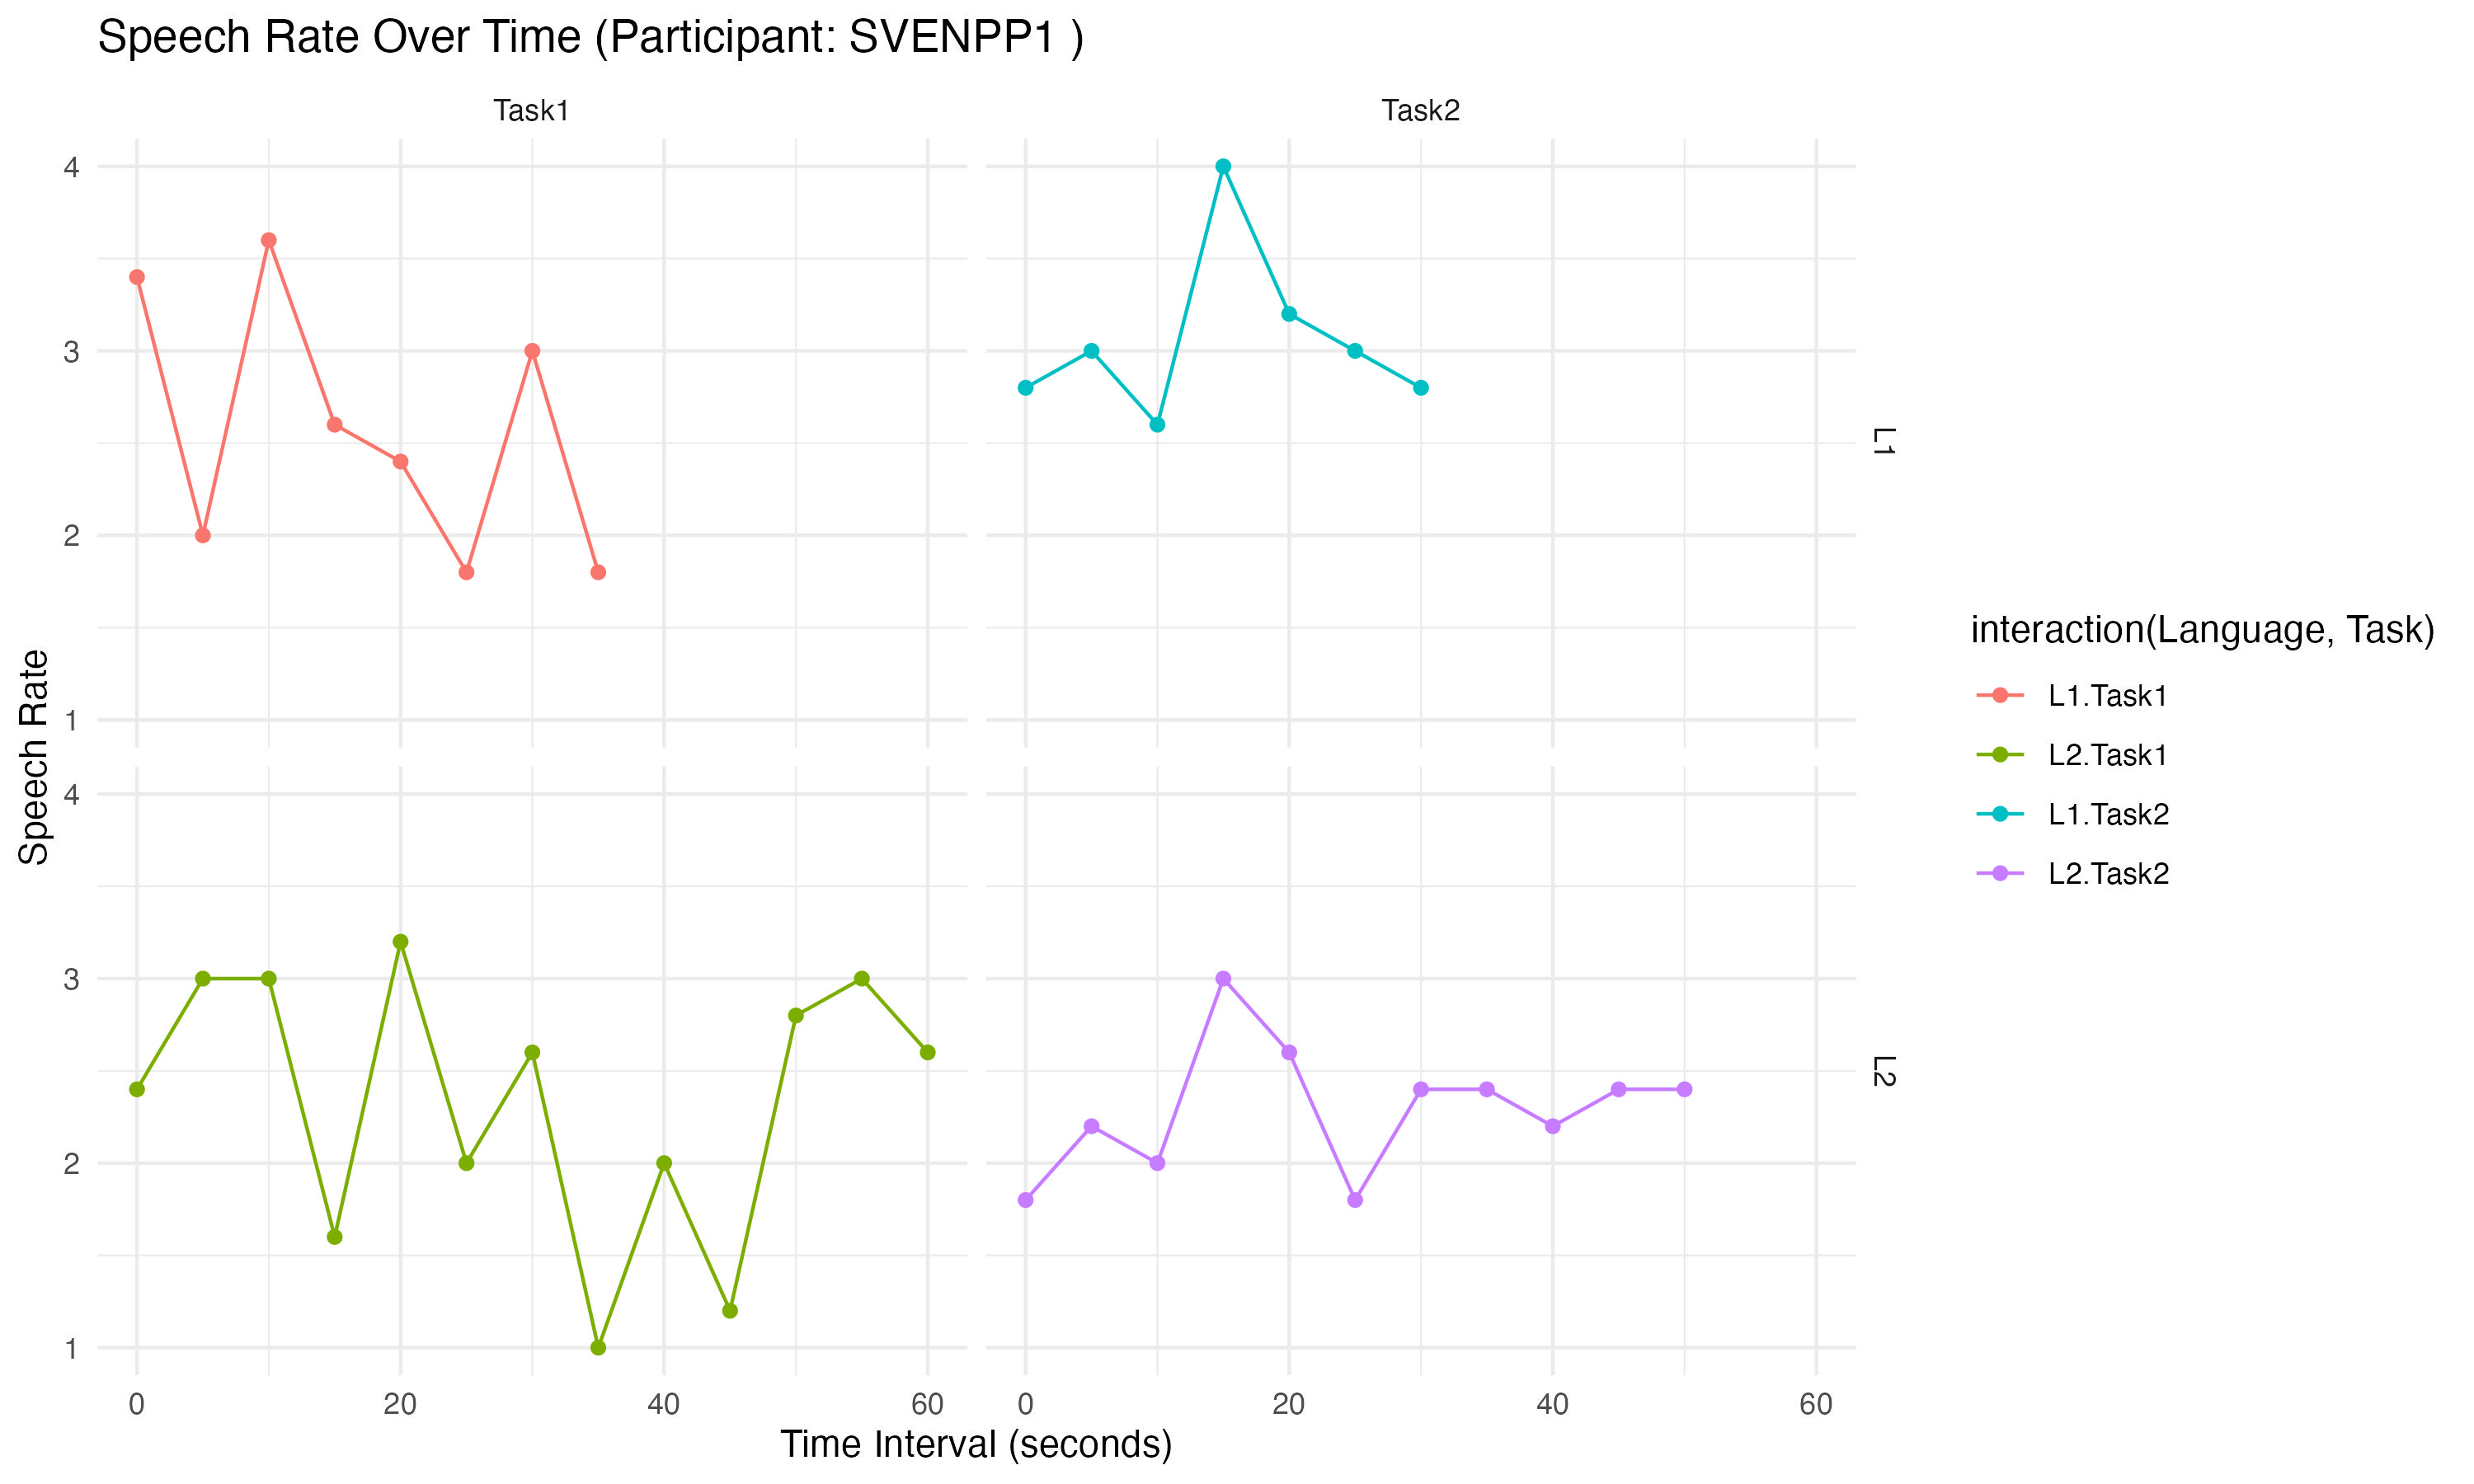 Speech Rate Over Time (Participant: SVENPP1 )
Task1
Task2
4
3
2
1
L1
Speech Rate
4
3
2
1
L2
0
20
40
60
0
20
40
60
Time Interval (seconds)
interaction(Language, Task)
L1.Task1
L2.Task1
L1.Task2
L2.Task2